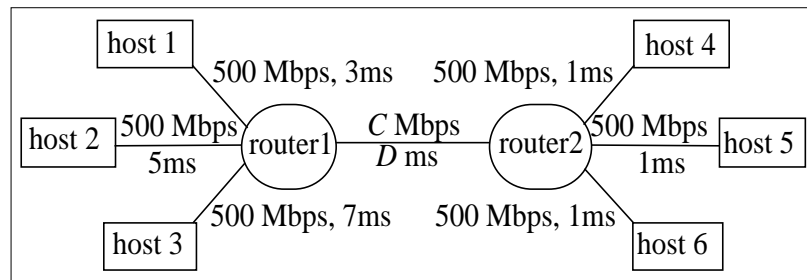 host 1
host 4
500 Mbps, 3ms
500 Mbps, 1ms
host 2
500 Mbps
5ms
router1
C Mbps
D ms
router2
500 Mbps
1ms
host 5
500 Mbps, 7ms
500 Mbps, 1ms
host 3
host 6